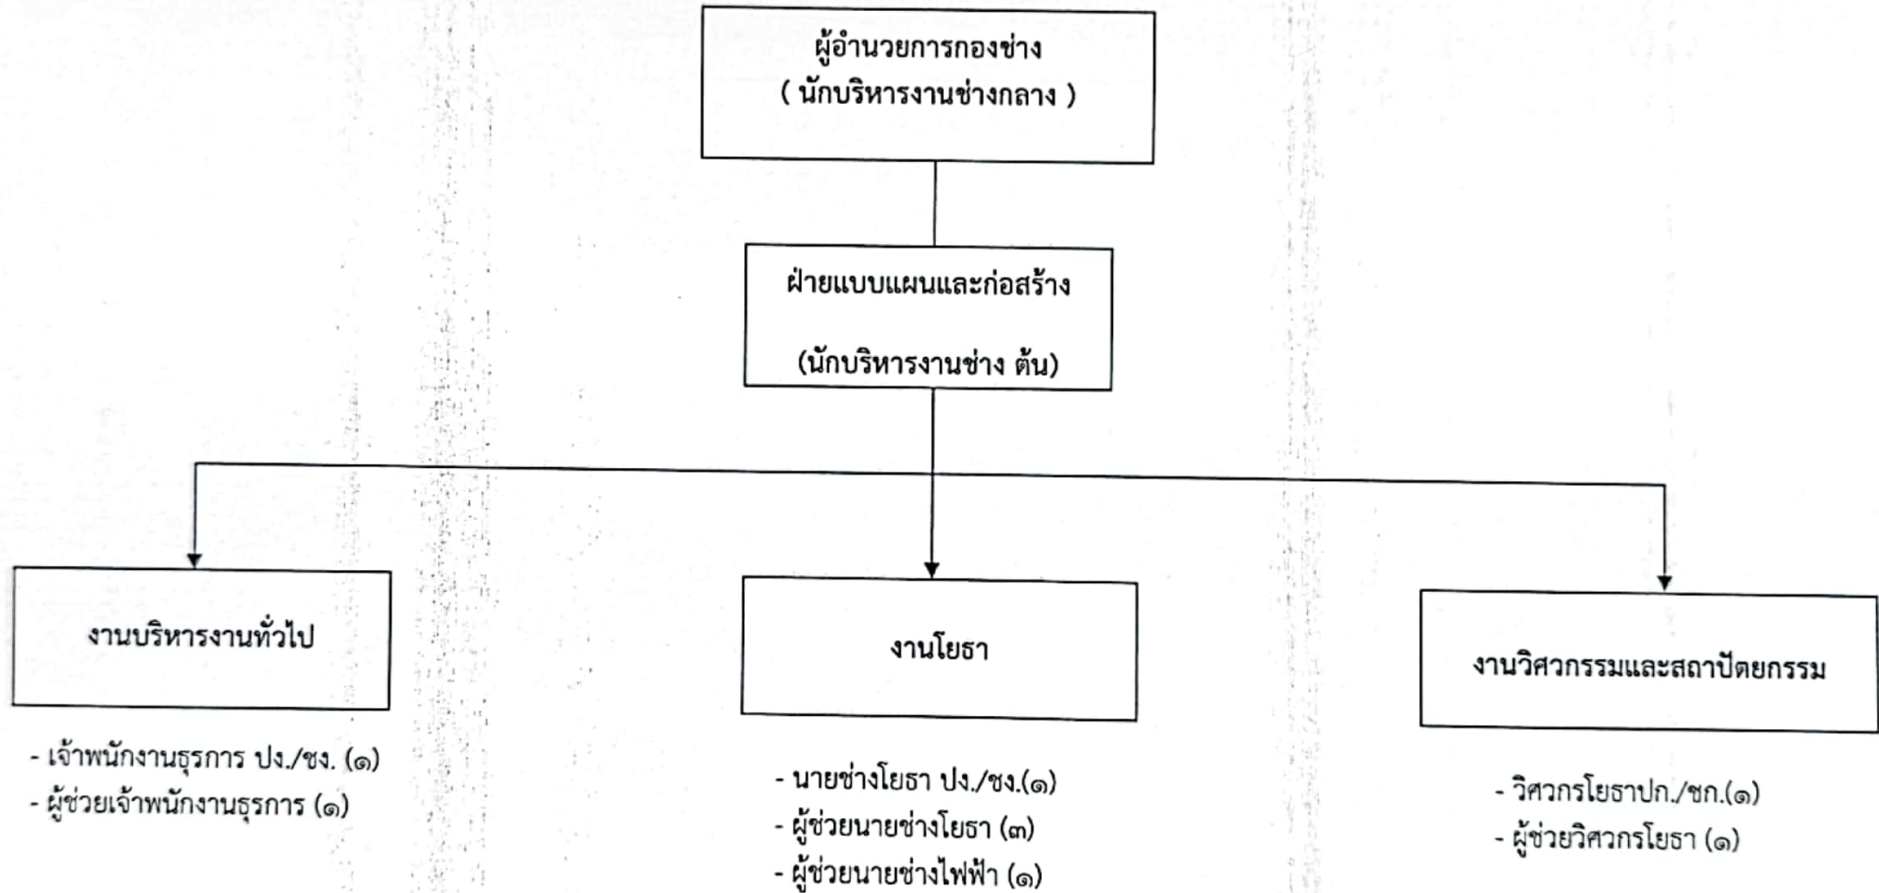 ผู้อำนวยการกองช่าง
( นักบริหารงานช่างกลาง )
ฝ่ายแบบแผนและก่อสร้าง
(นักบริหารงานช่าง ต้น)
งานบริหารงานทั่วไป
- เจ้าพนักงานธุรการ ปง./ชง. (๑)
- ผู้ช่วยเจ้าพนักงานธุรการ (๑)
งานโยธา
- นายช่างโยธา ปง./ชง.(๑)
- ผู้ช่วยนายช่างโยธา (๓)
- ผู้ช่วยนายช่างไฟฟ้า (๑)
งานวิศวกรรมและสถาปัตยกรรม
- วิศวกรโยธาปก./ชก.(๑)
- ผู้ช่วยวิศวกรโยธา (๑)